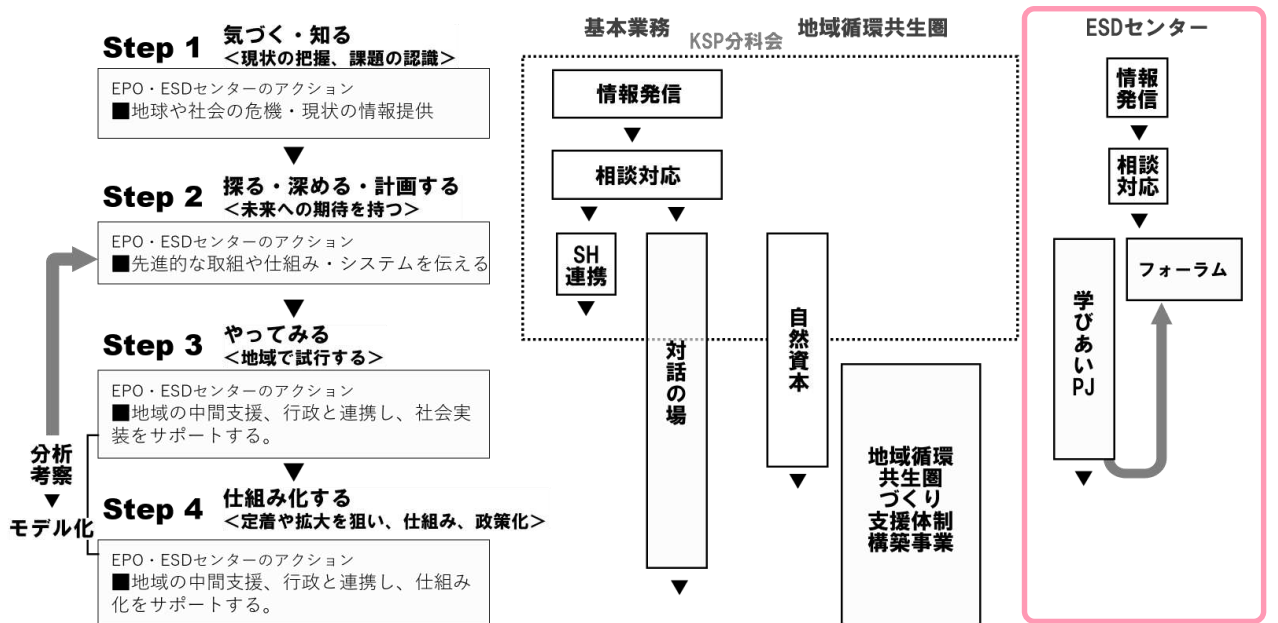 Step 1
気づく・知る
<現状の把握、課題の認識>
EPO・ESDセンターのアクション
■地球や社会の危機・現状の情報提供
▼
Step 2
探る・深める・計画する
<未来への期待を持つ>
EPO・ESDセンターのアクション
■先進的な取組や仕組み・システムを伝える
▼
Step 3
やってみる
<地域で試行する>
EPO・ESDセンターのアクション
■地域の中間支援、行政と連携し、社会実
装をサポートする。
▼
Step 4
仕組み化する
<定着や拡大を狙い、仕組み、政策化>
EPO・ESDセンターのアクション
■地域の中間支援、行政と連携し、仕組み
化をサポートする。
分析
考察
▼
モデル化
基本業務
KSP分科会
地域循環共生圏
情報発信
▼
相談対応
▼ ▼
SH
連携
▼
対話の場
▼
自然資本
▼
地域循環
共生圏
づくり
支援体制
構築事業
ESDセンター
情報
発信
▼
相談
対応
▼
学びあいPJ
▼
フォーラム